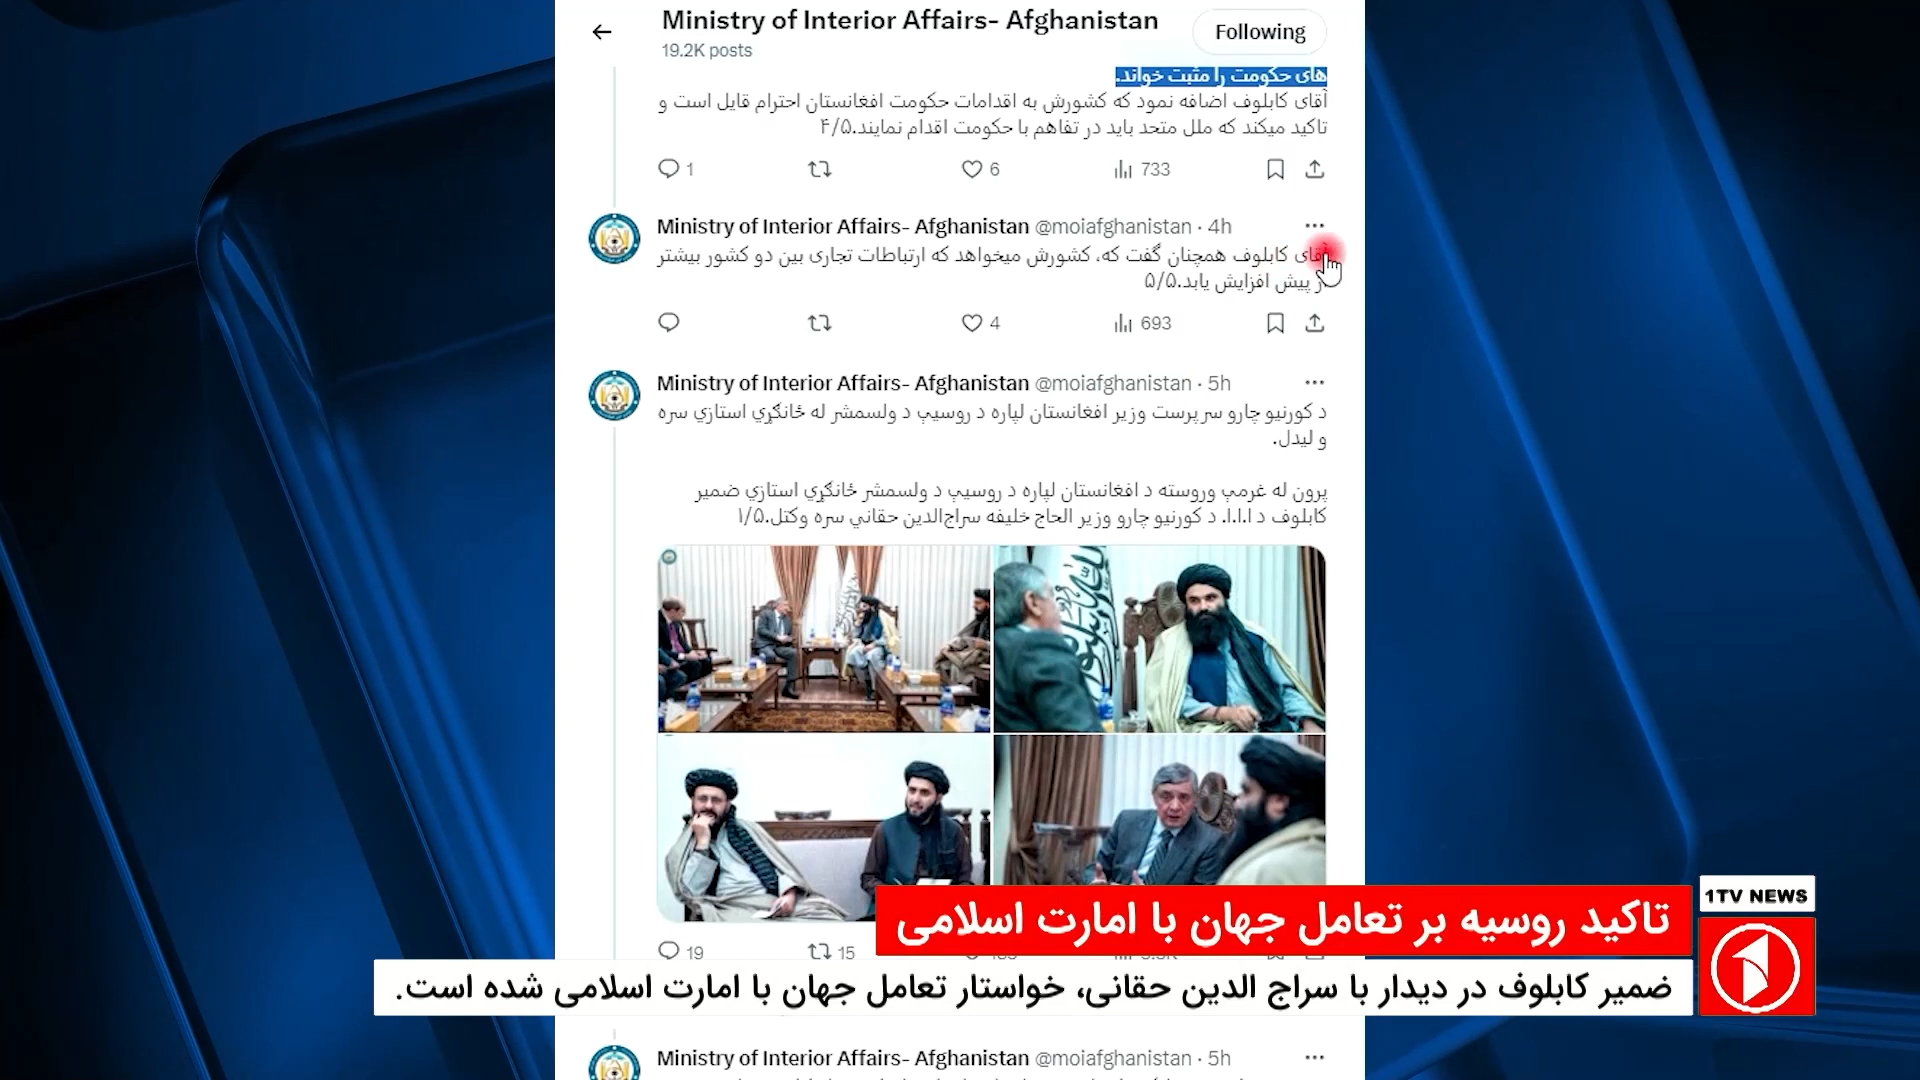 Ministry of Interior Affairs- Afghanistan
19.2K posts
Following
های حکومت را مثبت خواند.
آقای کابلوف اضافه نمود که کشورش به اقدامات حکومت افغانستان احترام قایل است و
تاکید میکند که ملل متحد باید در تفاهم با حکومت اقدام نمایند.۴/۵
1 6 733
Ministry of Interior Affairs- Afghanistan @moiafghanistan · 4h
آقای کابلوف همچنان گفت که، کشورش میخواهد که ارتباطات تجاری بین دو کشور بیشتر
از پیش افزایش یابد.۵/۵
4 693
Ministry of Interior Affairs- Afghanistan @moiafghanistan · 5h
د کورنیو چارو سرپرست وزیر افغانستان لپاره د روسیې د ولسمشر له ځانګړي استازي سره
و لیدل.
پرون له غرمې وروسته د افغانستان لپاره د روسیې د ولسمشر ځانګړي استازي ضمیر
کابلوف د ا.ا.ا. د کورنیو چارو وزیر الحاج خلیفه سراج‌الدین حقاني سره وکتل.۱/۵
19 15
1TV NEWS
تاکید روسیه بر تعامل جهان با امارت اسلامی
ضمیر کابلوف در دیدار با سراج الدین حقانی، خواستار تعامل جهان با امارت اسلامی شده است.
Ministry of Interior Affairs- Afghanistan @moiafghanistan · 5h